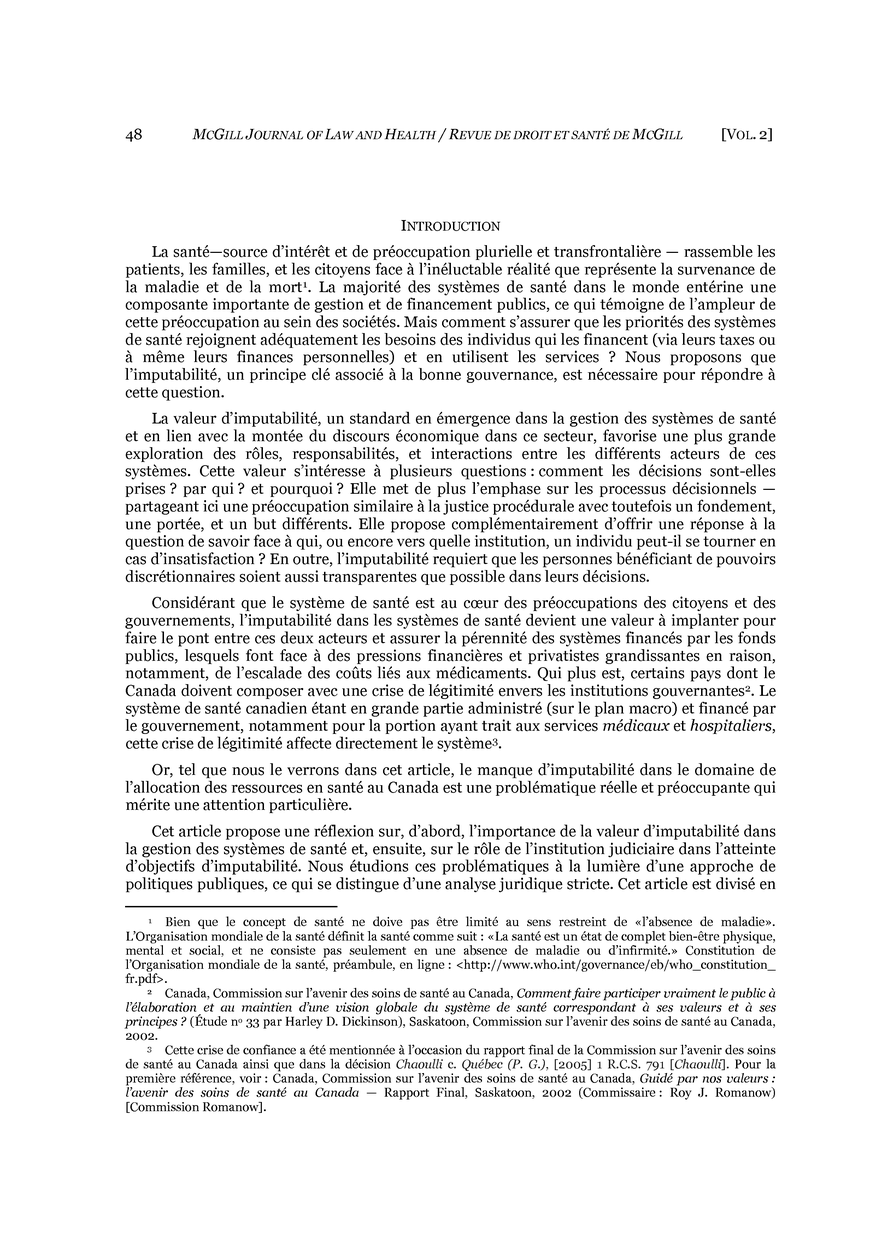 48 MCGILL JOURNAL OF LAW AND HEALTH / REVUE DE DROIT ET SANTÉ DE MCGILL [VOL. 2]
INTRODUCTION
La santé—source d'intérêt et de préoccupation plurielle et transfrontalière — rassemble les
patients, les familles, et les citoyens face à l'inéluctable réalité que représente la survenance de
la maladie et de la mort¹. La majorité des systèmes de santé dans le monde entérine une
composante importante de gestion et de financement publics, ce qui témoigne de l'ampleur de
cette préoccupation au sein des sociétés. Mais comment s'assurer que les priorités des systèmes
de santé rejoignent adéquatement les besoins des individus qui les financent (via leurs taxes ou
à même leurs finances personnelles) et en utilisent les services ? Nous proposons que
l'imputabilité, un principe clé associé à la bonne gouvernance, est nécessaire pour répondre à
cette question.
La valeur d'imputabilité, un standard en émergence dans la gestion des systèmes de santé
et en lien avec la montée du discours économique dans ce secteur, favorise une plus grande
exploration des rôles, responsabilités, et interactions entre les différents acteurs de ces
systèmes. Cette valeur s'intéresse à plusieurs questions : comment les décisions sont-elles
prises ? par qui ? et pourquoi ? Elle met de plus l'emphase sur les processus décisionnels —
partageant ici une préoccupation similaire à la justice procédurale avec toutefois un fondement,
une portée, et un but différents. Elle propose complémentairement d'offrir une réponse à la
question de savoir face à qui, ou encore vers quelle institution, un individu peut-il se tourner en
cas d'insatisfaction ? En outre, l'imputabilité requiert que les personnes bénéficiant de pouvoirs
discrétionnaires soient aussi transparentes que possible dans leurs décisions.
Considérant que le système de santé est au cœur des préoccupations des citoyens et des
gouvernements, l'imputabilité dans les systèmes de santé devient une valeur à implanter pour
faire le pont entre ces deux acteurs et assurer la pérennité des systèmes financés par les fonds
publics, lesquels font face à des pressions financières et privatistes grandissantes en raison,
notamment, de l'escalade des coûts liés aux médicaments. Qui plus est, certains pays dont le
Canada doivent composer avec une crise de légitimité envers les institutions gouvernantes². Le
système de santé canadien étant en grande partie administré (sur le plan macro) et financé par
le gouvernement, notamment pour la portion ayant trait aux services médicaux et hospitaliers,
cette crise de légitimité affecte directement le système³.
Or, tel que nous le verrons dans cet article, le manque d'imputabilité dans le domaine de
l'allocation des ressources en santé au Canada est une problématique réelle et préoccupante qui
mérite une attention particulière.
Cet article propose une réflexion sur, d'abord, l'importance de la valeur d'imputabilité dans
la gestion des systèmes de santé et, ensuite, sur le rôle de l'institution judiciaire dans l'atteinte
d'objectifs d'imputabilité. Nous étudions ces problématiques à la lumière d'une approche de
politiques publiques, ce qui se distingue d'une analyse juridique stricte. Cet article est divisé en
¹ Bien que le concept de santé ne doive pas être limité au sens restreint de «l'absence de maladie».
L'Organisation mondiale de la santé définit la santé comme suit : «La santé est un état de complet bien-être physique,
mental et social, et ne consiste pas seulement en une absence de maladie ou d'infirmité.» Constitution de
l'Organisation mondiale de la santé, préambule, en ligne : <http://www.who.int/governance/eb/who_constitution_
fr.pdf>.
² Canada, Commission sur l'avenir des soins de santé au Canada, Comment faire participer vraiment le public à
l'élaboration et au maintien d'une vision globale du système de santé correspondant à ses valeurs et à ses
principes ? (Étude nº 33 par Harley D. Dickinson), Saskatoon, Commission sur l'avenir des soins de santé au Canada,
2002.
³ Cette crise de confiance a été mentionnée à l'occasion du rapport final de la Commission sur l'avenir des soins
de santé au Canada ainsi que dans la décision Chaoulli c. Québec (P. G.), [2005] 1 R.C.S. 791 [Chaoulli]. Pour la
première référence, voir : Canada, Commission sur l'avenir des soins de santé au Canada, Guidé par nos valeurs :
l'avenir des soins de santé au Canada — Rapport Final, Saskatoon, 2002 (Commissaire : Roy J. Romanow)
[Commission Romanow].